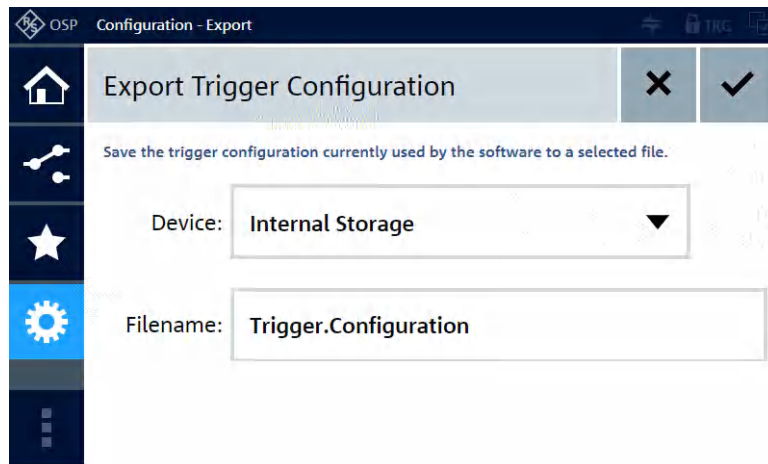 R&S OSP Configuration - Export TRG
Export Trigger Configuration
Save the trigger configuration currently used by the software to a selected file.
Device: Internal Storage
Filename: Trigger.Configuration